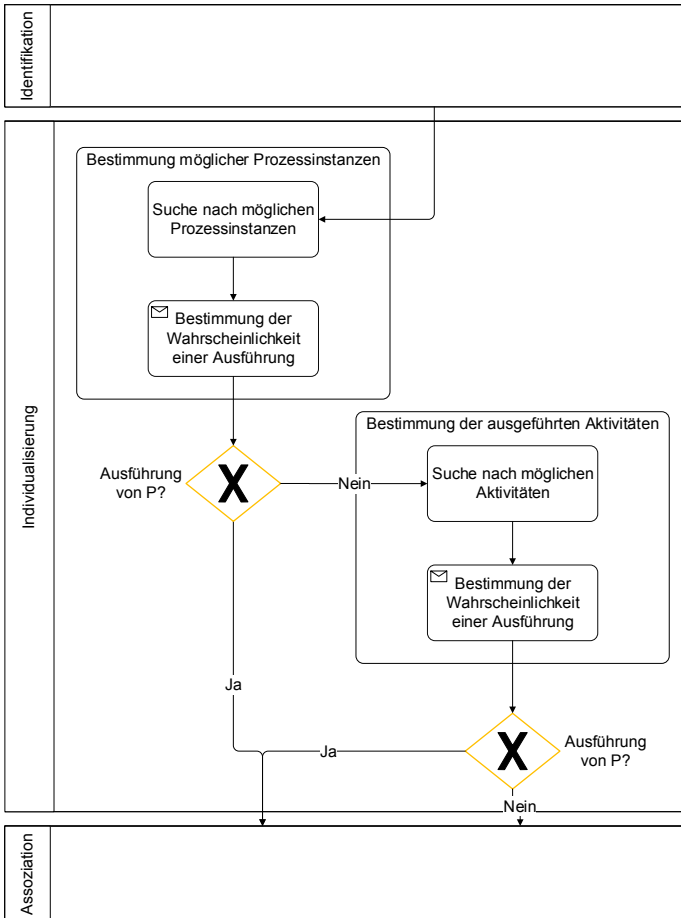 Identifikation
Individualisierung
Bestimmung möglicher Prozessinstanzen
Suche nach möglichen
Prozessinstanzen
Bestimmung der
Wahrscheinlichkeit
einer Ausführung
Ausführung
von P?
X
Nein
Bestimmung der ausgeführten Aktivitäten
Suche nach möglichen
Aktivitäten
Bestimmung der
Wahrscheinlichkeit
einer Ausführung
Ja
Ja
X
Ausführung
von P?
Nein
Assoziation